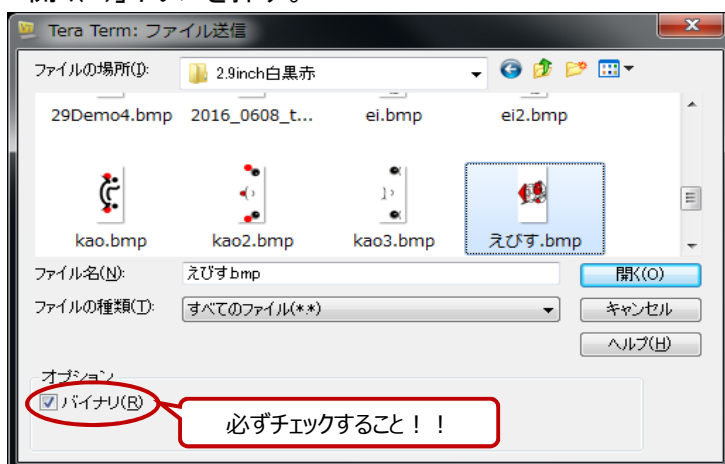 Tera Term: ファイル送信
ファイルの場所(I):
2.9inch白黒赤
29Demo4.bmp
2016_0608_t...
ei.bmp
ei2.bmp
kao.bmp
kao2.bmp
kao3.bmp
えびす.bmp
ファイル名(N):
えびす.bmp
開く(O)
ファイルの種類(T):
すべてのファイル(*.*)
キャンセル
ヘルプ(H)
オプション
バイナリ(R)
必ずチェックすること！！